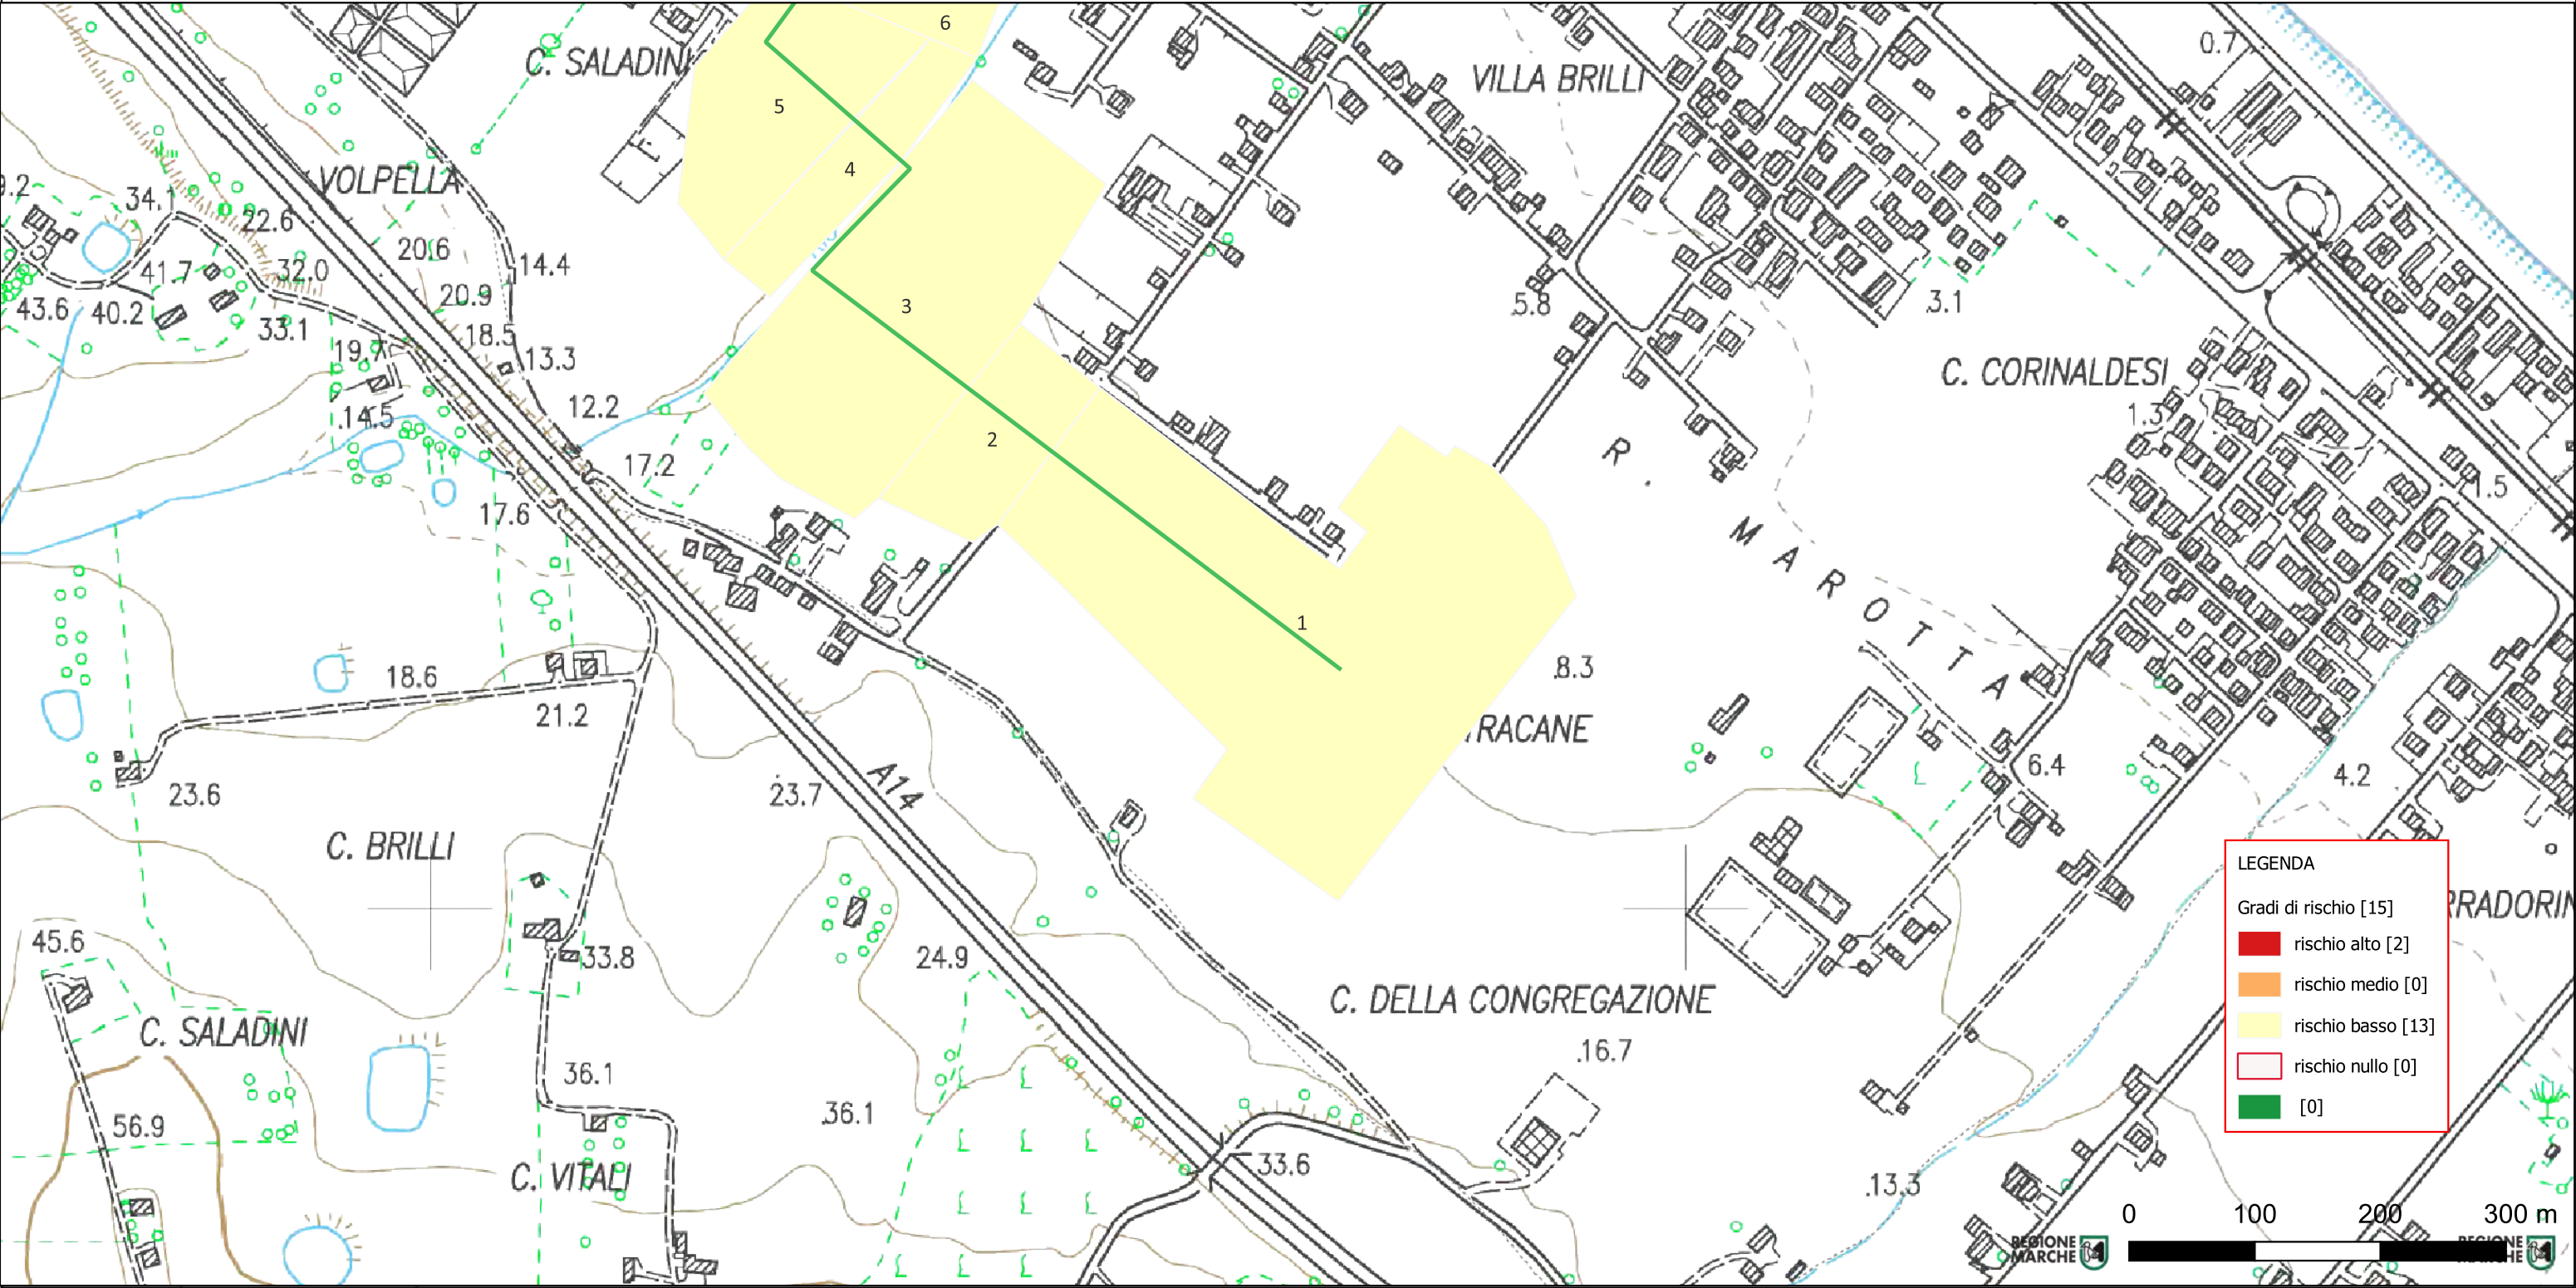 6
0.7
C. SALADINI
VILLA BRILLI
5
4
VOLPELLA
9.2
34.1
22.6
20.6
14.4
41.7
32.0
20.9
3
5.8
3.1
43.6
40.2
33.1
18.5
13.3
19.7
C. CORINALDESI
12.2
14.5
1.3
2
R. MAROTTA
17.2
1.5
17.6
1
8.3
18.6
21.2
TRACANE
6.4
4.2
23.6
23.7
A14
C. BRILLI
LEGENDA
Gradi di rischio [15]
rischio alto [2]
rischio medio [0]
rischio basso [13]
rischio nullo [0]
[0]
RRADORIN
45.6
33.8
24.9
C. DELLA CONGREGAZIONE
C. SALADINI
16.7
36.1
36.1
56.9
33.6
C. VITALI
13.3
0 100 200 300 m
REGIONE
MARCHE
REGIONE
MARCHE